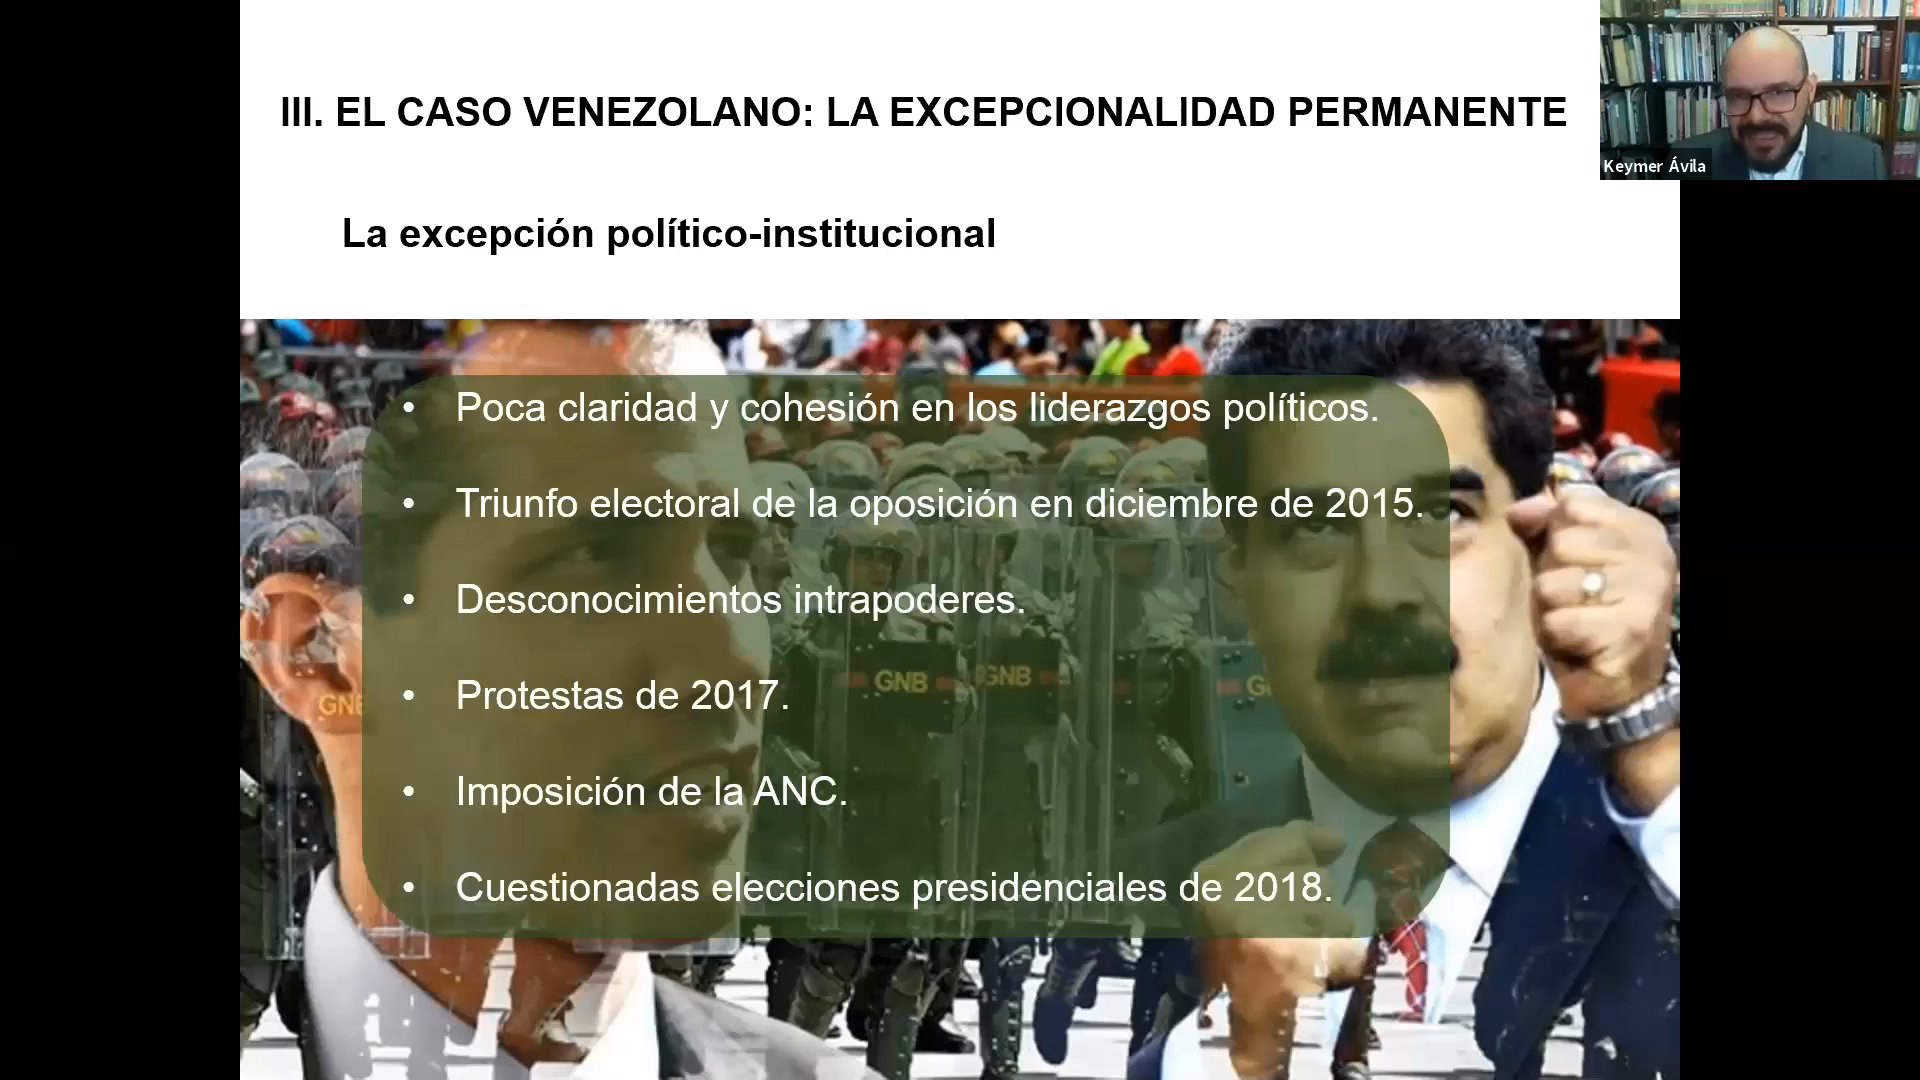 III. EL CASO VENEZOLANO: LA EXCEPCIONALIDAD PERMANENTE
Keymer Ávila
La excepción político-institucional
• Poca claridad y cohesión en los liderazgos políticos.
• Triunfo electoral de la oposición en diciembre de 2015.
• Desconocimientos intrapoderes.
• Protestas de 2017.
• Imposición de la ANC.
• Cuestionadas elecciones presidenciales de 2018.
GNB
GNB